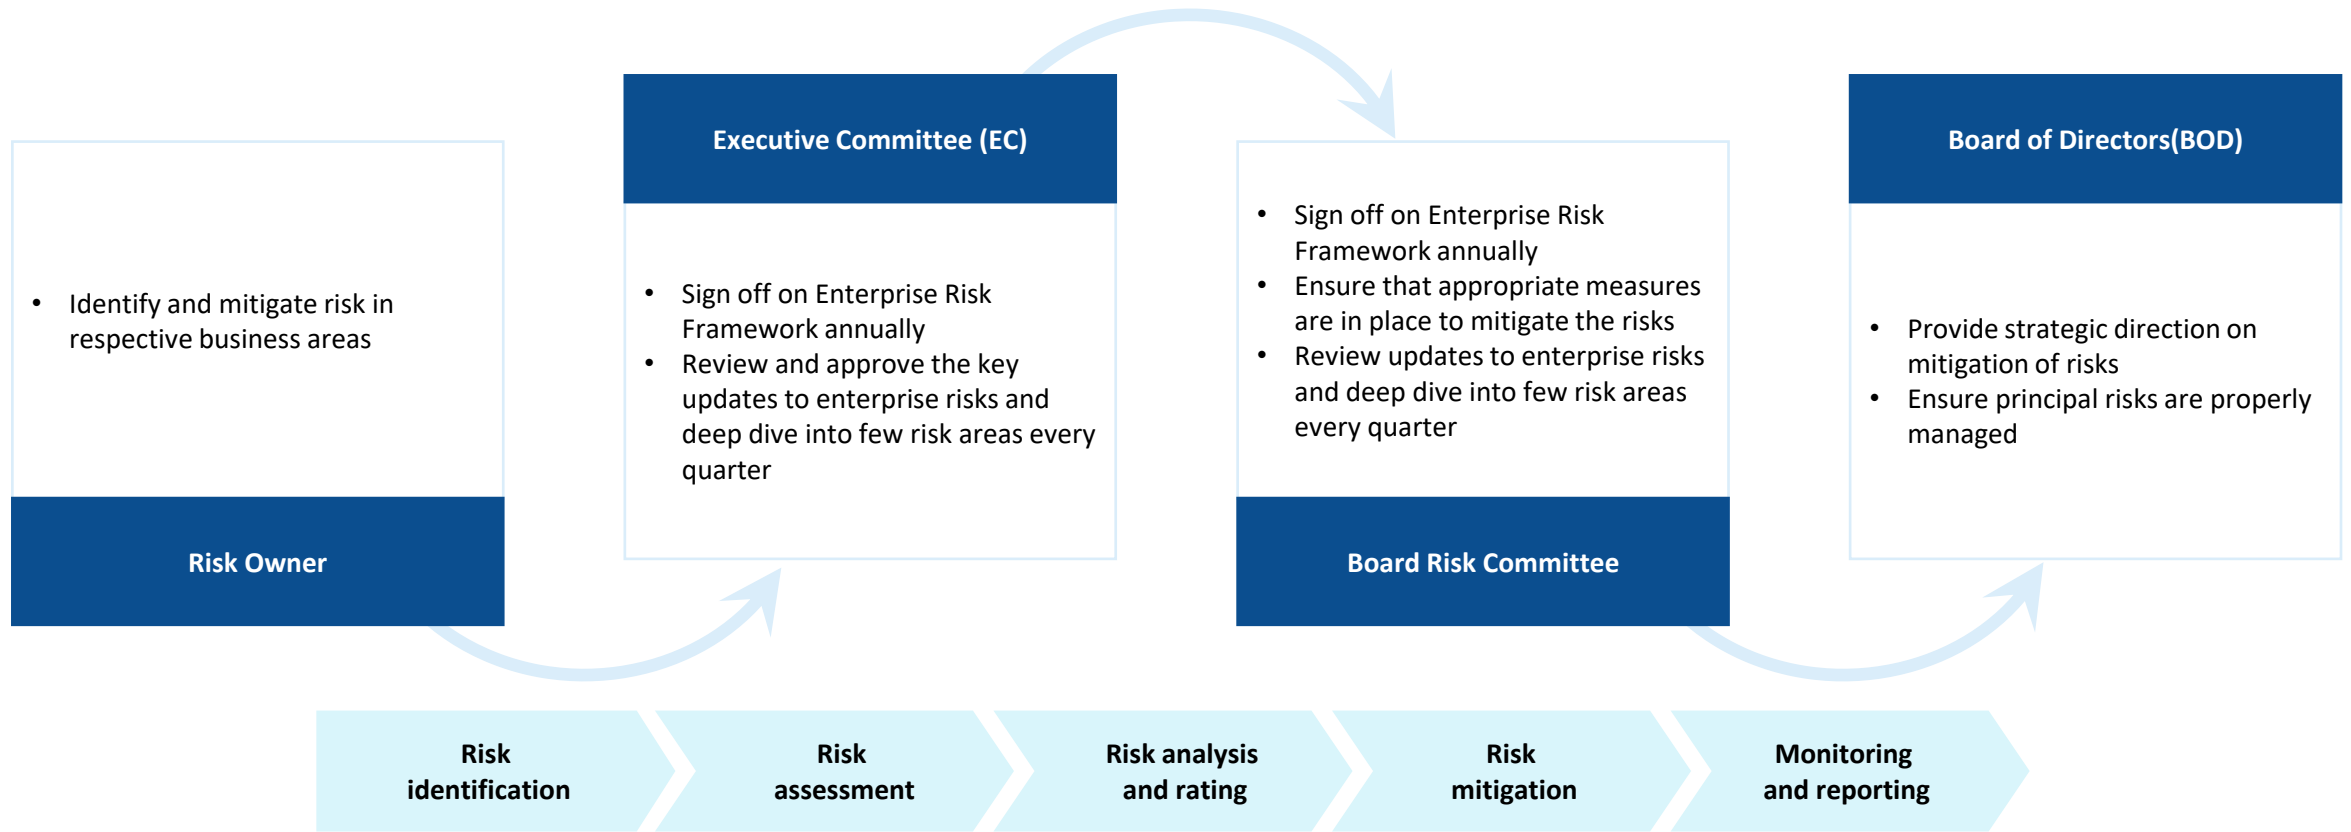 • Identify and mitigate risk in
respective business areas
Risk Owner
Executive Committee (EC)
• Sign off on Enterprise Risk
Framework annually
• Review and approve the key
updates to enterprise risks and
deep dive into few risk areas every
quarter
• Sign off on Enterprise Risk
Framework annually
• Ensure that appropriate measures
are in place to mitigate the risks
• Review updates to enterprise risks
and deep dive into few risk areas
every quarter
Board Risk Committee
Board of Directors(BOD)
• Provide strategic direction on
mitigation of risks
• Ensure principal risks are properly
managed
Risk
identification
Risk
assessment
Risk analysis
and rating
Risk
mitigation
Monitoring
and reporting